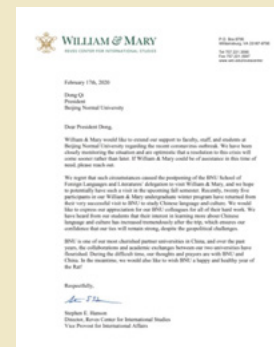 WILLIAM & MARY
REVES CENTER FOR INTERNATIONAL STUDIES
P.O. Box 8795
Williamsburg, VA 23187-8795
February 17th, 2020
Dong Qi
President
Beijing Normal University
Dear President Dong,
William & Mary would like to extend our support to faculty, staff, and students at
Beijing Normal University regarding the recent coronavirus outbreak. We have been
closely monitoring the situation and are optimistic that a resolution to this crisis will
come sooner rather than later. If William & Mary could be of assistance in this time of
need, please reach out.
We regret that such circumstances caused the postponing of the BNU School of
Foreign Languages and Literatures' delegation to visit William & Mary, and we hope
to potentially have such a visit in the upcoming fall semester. Recently, twenty five
participants in our William & Mary undergraduate winter program have returned from
their very successful visit to BNU to study Chinese language and culture. We would
like to express our appreciation for our BNU colleagues for all of their hard work. We
have heard from our students that their interest in learning more about Chinese
language and culture has increased tremendously after the trip, which ensures our
confidence that our ties will remain strong, despite the geopolitical challenges.
BNU is one of our most cherished partner universities in China, and over the past
years, the collaborations and academic exchanges between our two universities have
flourished. During the difficult time, our thoughts and prayers are with BNU and
China. In the meantime, we would also like to wish BNU a happy and healthy year of
the Rat!
Respectfully,
Stephen E. Hanson
Director, Reves Center for International Studies
Vice Provost for International Affairs